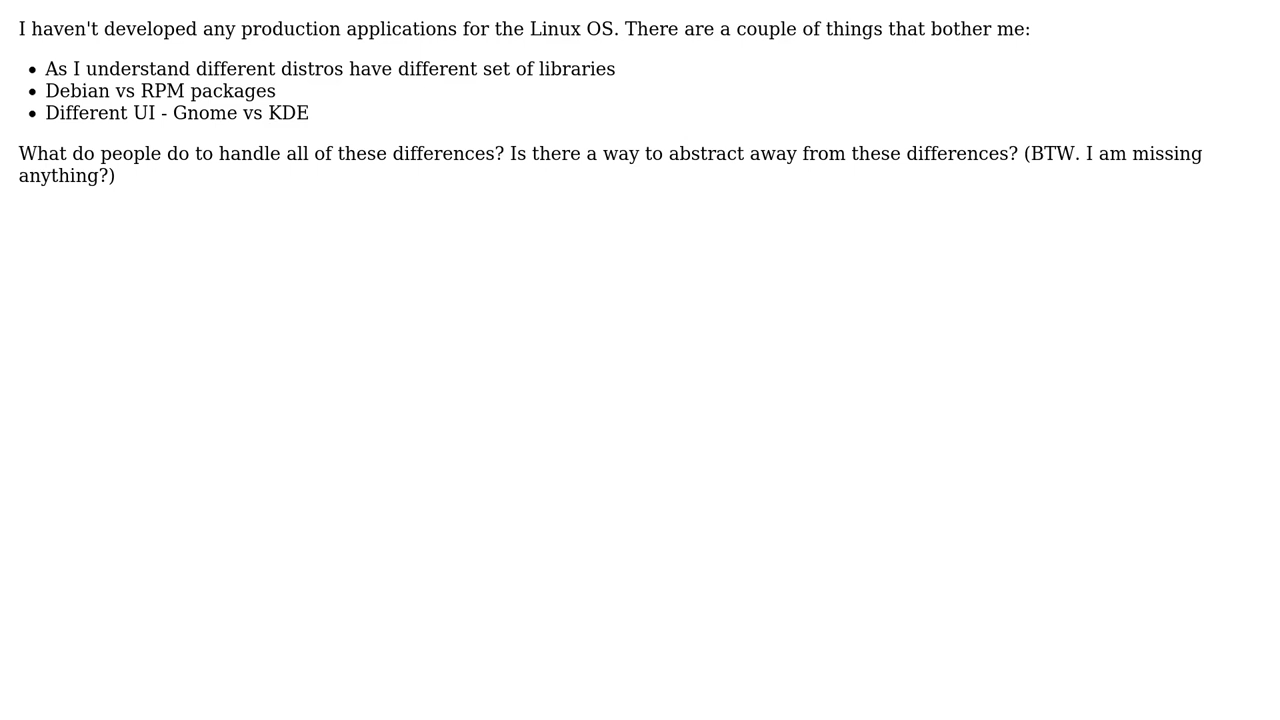 I haven't developed any production applications for the Linux OS. There are a couple of things that bother me:
• As I understand different distros have different set of libraries
• Debian vs RPM packages
• Different UI - Gnome vs KDE
What do people do to handle all of these differences? Is there a way to abstract away from these differences? (BTW. I am missing
anything?)